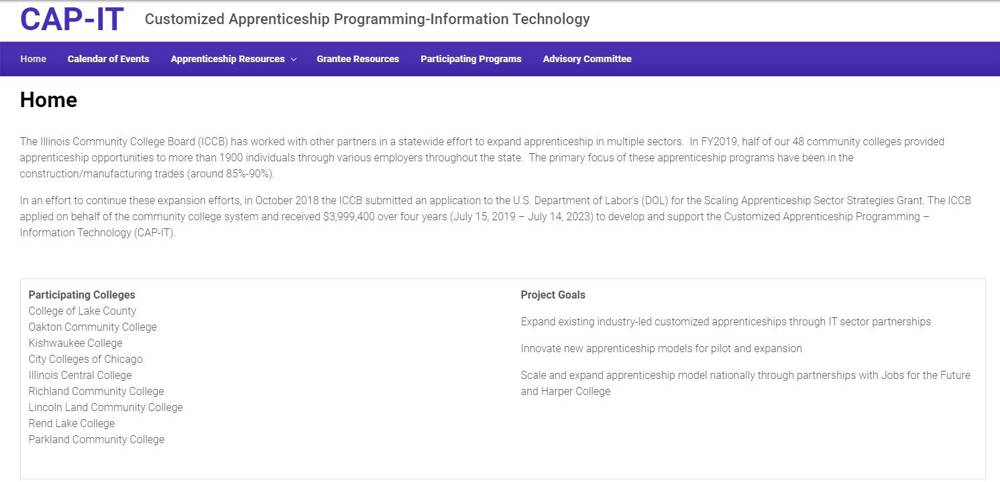 CAP-IT Customized Apprenticeship Programming-Information Technology
Home Calendar of Events Apprenticeship Resources Grantee Resources Participating Programs Advisory Committee
Home
The Illinois Community College Board (ICCB) has worked with other partners in a statewide effort to expand apprenticeship in multiple sectors.  In FY2019, half of our 48 community colleges provided
apprenticeship opportunities to more than 1900 individuals through various employers throughout the state.  The primary focus of these apprenticeship programs have been in the
construction/manufacturing trades (around 85%-90%).
In an effort to continue these expansion efforts, in October 2018 the ICCB submitted an application to the U.S. Department of Labor's (DOL) for the Scaling Apprenticeship Sector Strategies Grant. The ICCB
applied on behalf of the community college system and received $3,999,400 over four years (July 15, 2019 – July 14, 2023) to develop and support the Customized Apprenticeship Programming –
Information Technology (CAP-IT).
Participating Colleges
College of Lake County
Oakton Community College
Kishwaukee College
City Colleges of Chicago
Illinois Central College
Richland Community College
Lincoln Land Community College
Rend Lake College
Parkland Community College
Project Goals
Expand existing industry-led customized apprenticeships through IT sector partnerships
Innovate new apprenticeship models for pilot and expansion
Scale and expand apprenticeship model nationally through partnerships with Jobs for the Future
and Harper College